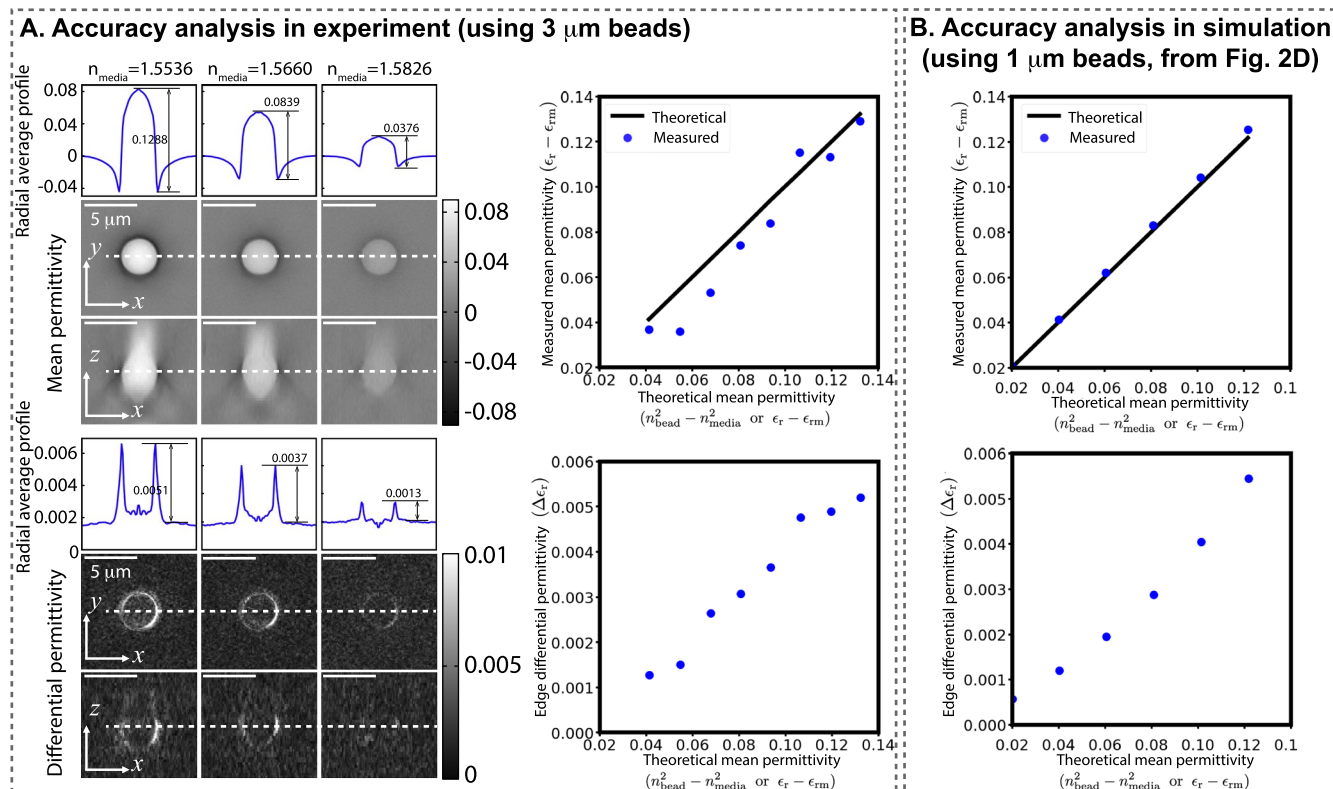 A. Accuracy analysis in experiment (using 3 μm beads)
n_media=1.5536 n_media=1.5660 n_media=1.5826
Radial average profile
0.08
0.04
0
-0.04
0.1288
0.0839
0.0376
Mean permittivity
5 μm
y
x
z
x
0.08
0.04
0
-0.04
-0.08
Radial average profile
0.006
0.004
0.002
0
0.0051
0.0037
0.0013
Differential permittivity
5 μm
y
x
z
x
0.01
0.005
0
Measured mean permittivity (ϵ_r − ϵ_rm)
0.14
0.12
0.10
0.08
0.06
0.04
0.02
Theoretical
Measured
0.02 0.04 0.06 0.08 0.10 0.12 0.14
Theoretical mean permittivity
(n²_bead − n²_media or ϵ_r − ϵ_rm)
Edge differential permittivity (Δϵ_r)
0.006
0.005
0.004
0.003
0.002
0.001
0.000
0.02 0.04 0.06 0.08 0.10 0.12 0.14
Theoretical mean permittivity
(n²_bead − n²_media or ϵ_r − ϵ_rm)
B. Accuracy analysis in simulation
(using 1 μm beads, from Fig. 2D)
Measured mean permittivity (ϵ_r − ϵ_rm)
0.14
0.12
0.10
0.08
0.06
0.04
0.02
Theoretical
Measured
0.02 0.04 0.06 0.08 0.10 0.12 0.1
Theoretical mean permittivity
(n²_bead − n²_media or ϵ_r − ϵ_rm)
Edge differential permittivity (Δϵ_r)
0.006
0.005
0.004
0.003
0.002
0.001
0.000
0.02 0.04 0.06 0.08 0.10 0.12 0.1
Theoretical mean permittivity
(n²_bead − n²_media or ϵ_r − ϵ_rm)